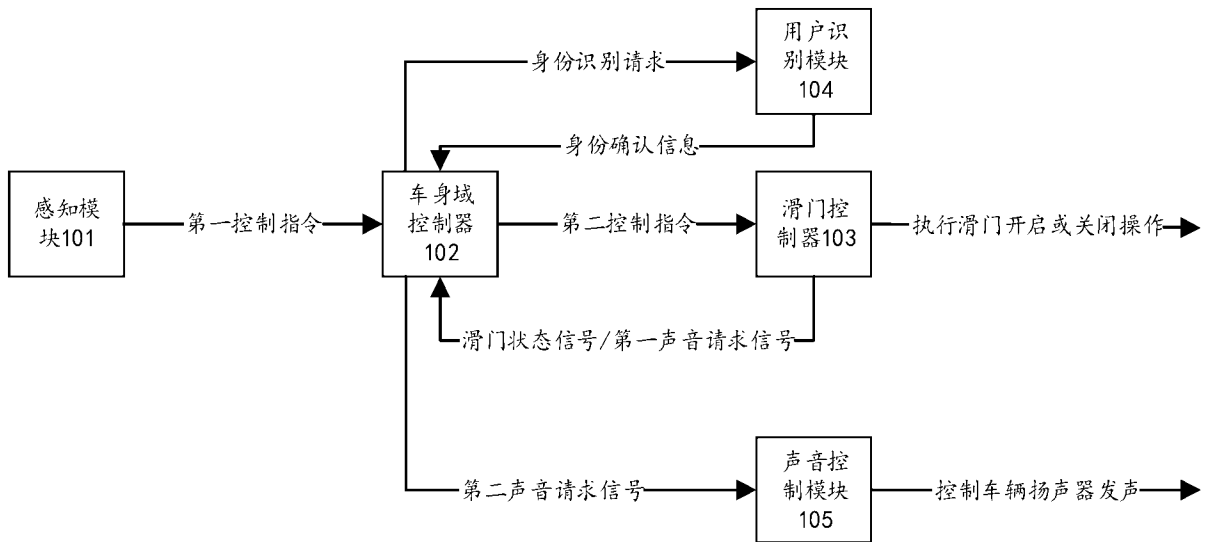 用户识
别模块
104
身份识别请求
身份确认信息
感知模
块101
第一控制指令
车身域
控制器
102
第二控制指令
滑门控
制器103
执行滑门开启或关闭操作
滑门状态信号/第一声音请求信号
声音控
制模块
105
第二声音请求信号
控制车辆扬声器发声